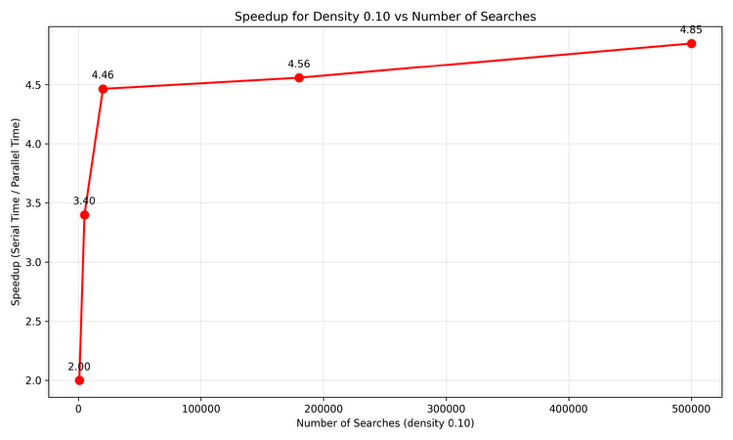 Speedup for Density 0.10 vs Number of Searches
4.85
4.56
4.46
3.40
2.00
Speedup (Serial Time / Parallel Time)
4.5
4.0
3.5
3.0
2.5
2.0
0 100000 200000 300000 400000 500000
Number of Searches (density 0.10)